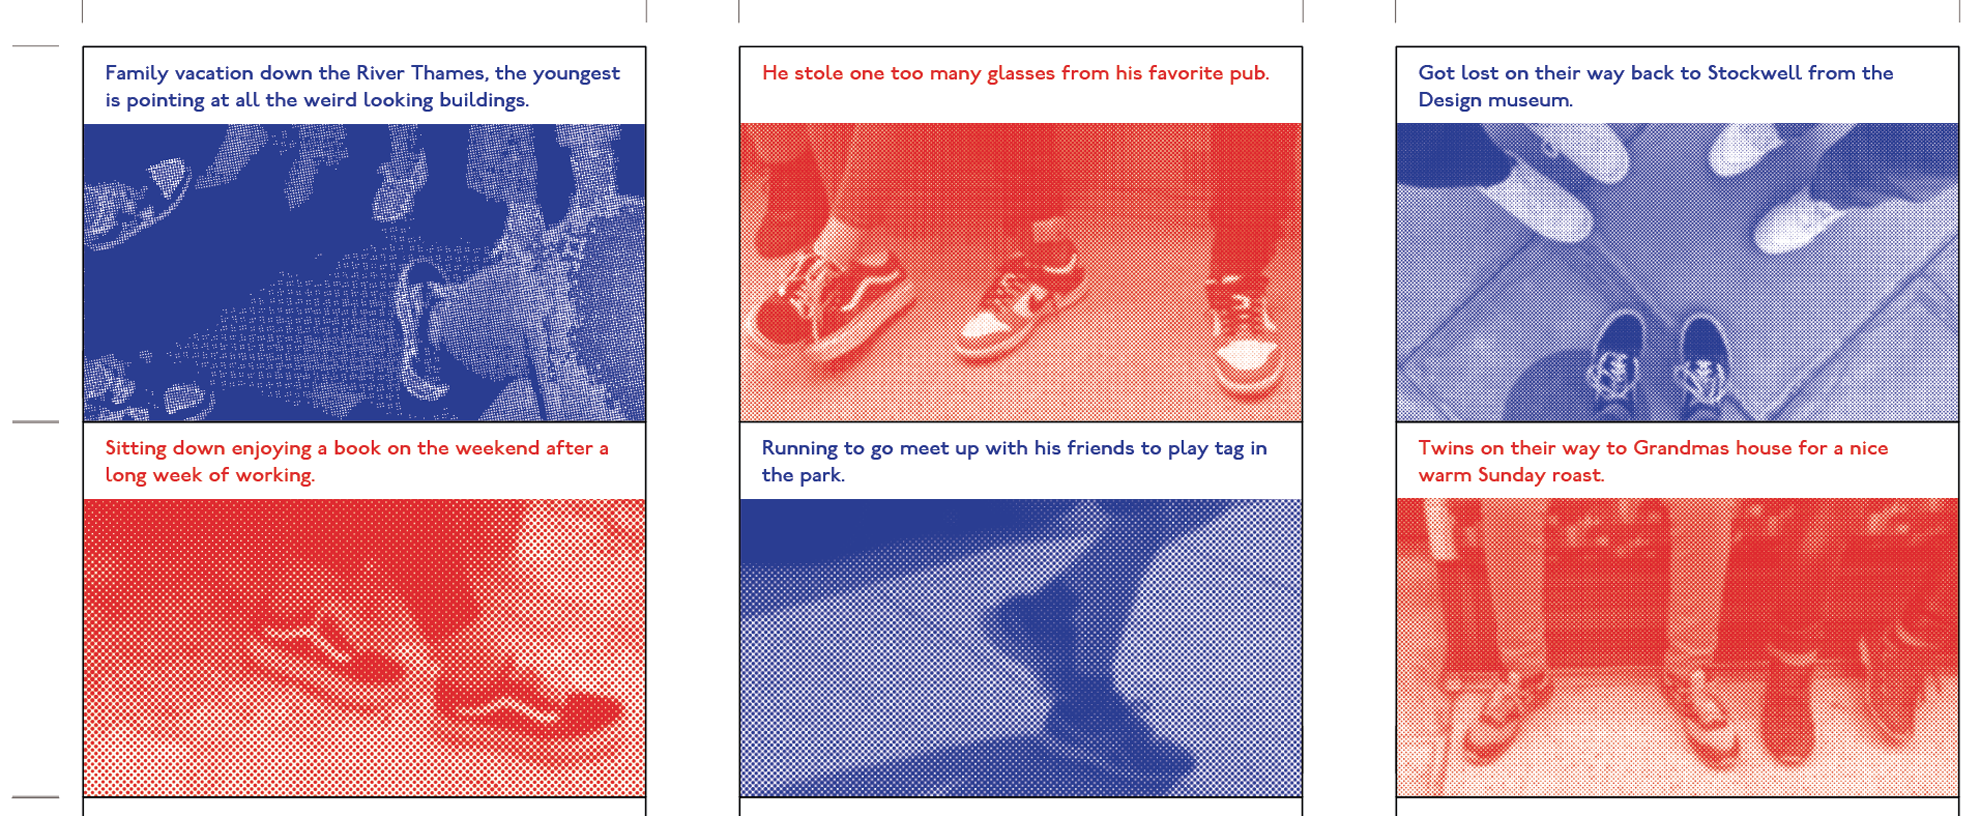 Family vacation down the River Thames, the youngest
is pointing at all the weird looking buildings.
He stole one too many glasses from his favorite pub.
Got lost on their way back to Stockwell from the
Design museum.
Sitting down enjoying a book on the weekend after a
long week of working.
Running to go meet up with his friends to play tag in
the park.
Twins on their way to Grandmas house for a nice
warm Sunday roast.